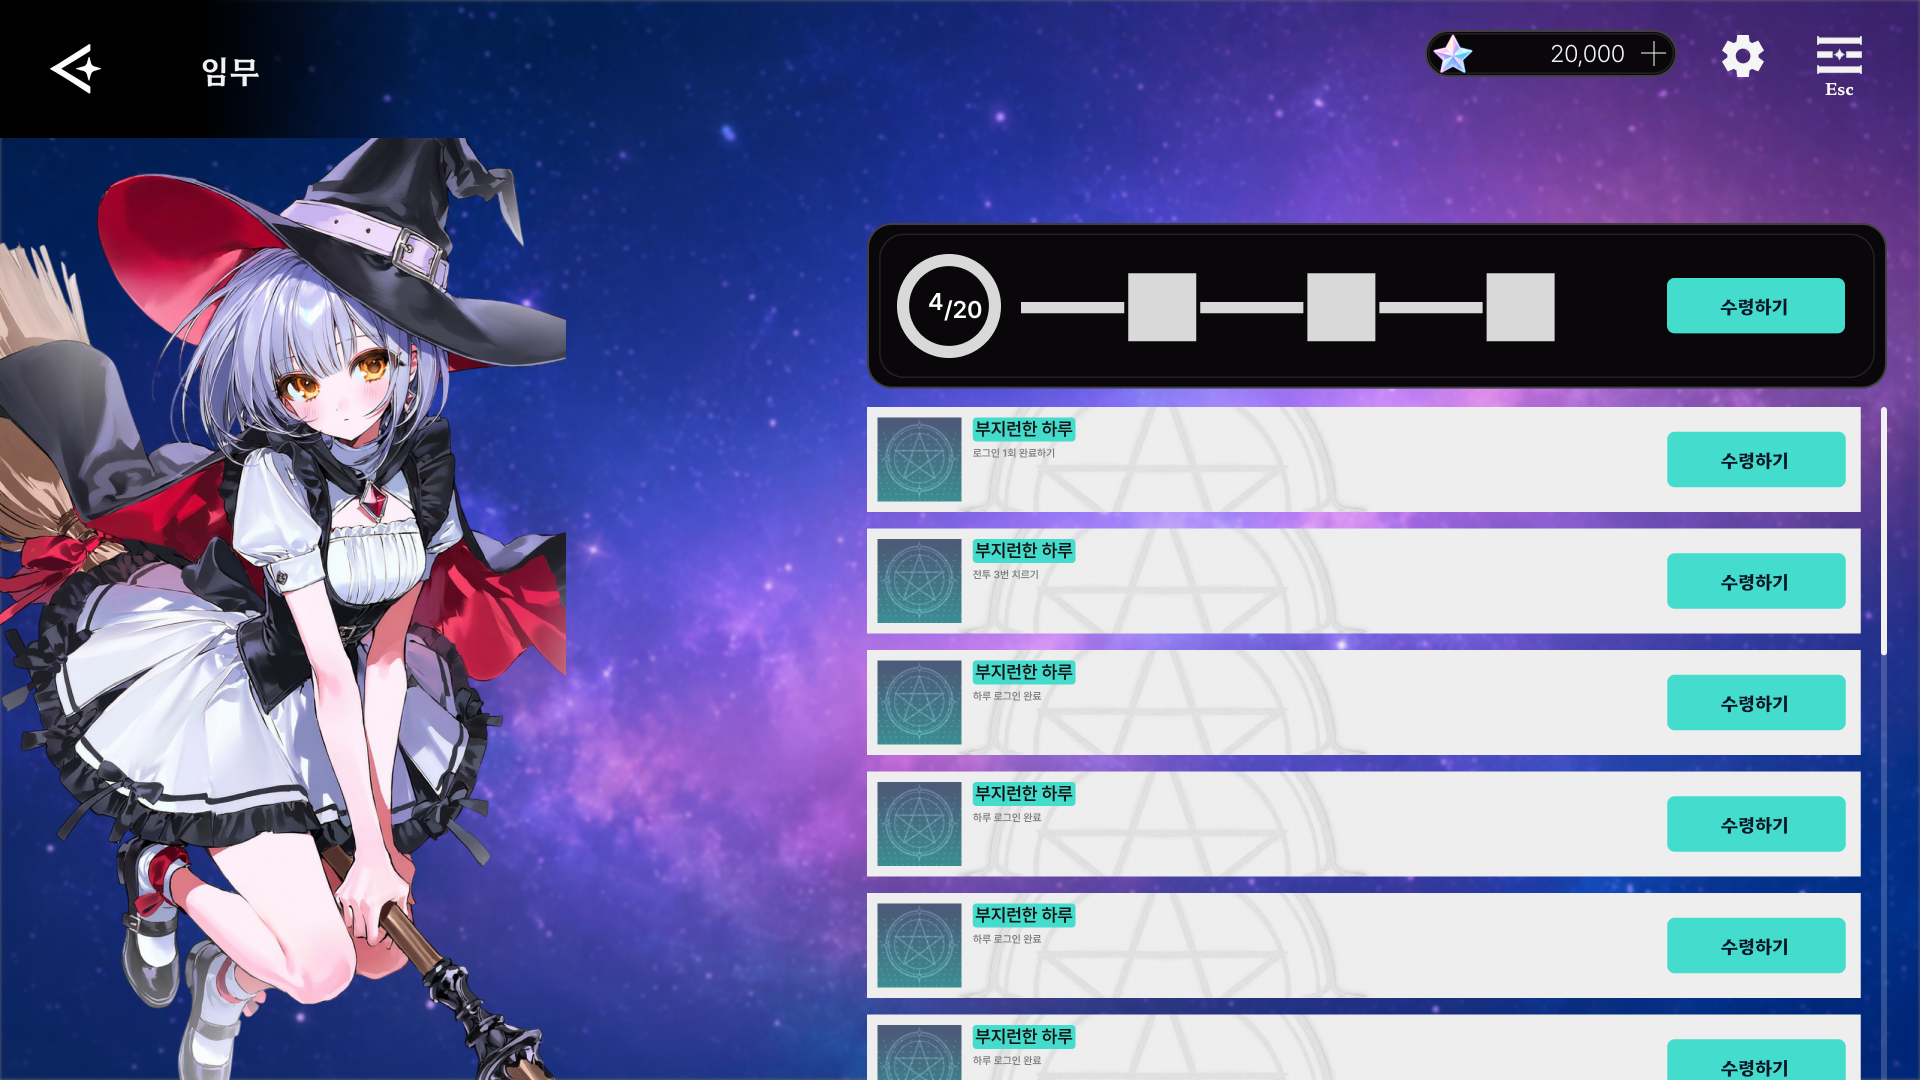 임무
20,000
Esc
4/20
수령하기
부지런한 하루
로그인 1회 완료하기
수령하기
부지런한 하루
전투 3번 치르기
수령하기
부지런한 하루
하루 로그인 완료
수령하기
부지런한 하루
하루 로그인 완료
수령하기
부지런한 하루
하루 로그인 완료
수령하기
부지런한 하루
하루 로그인 완료
수령하기